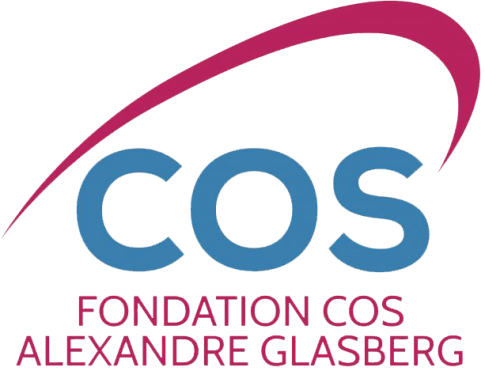 COS
FONDATION COS
ALEXANDRE GLASBERG